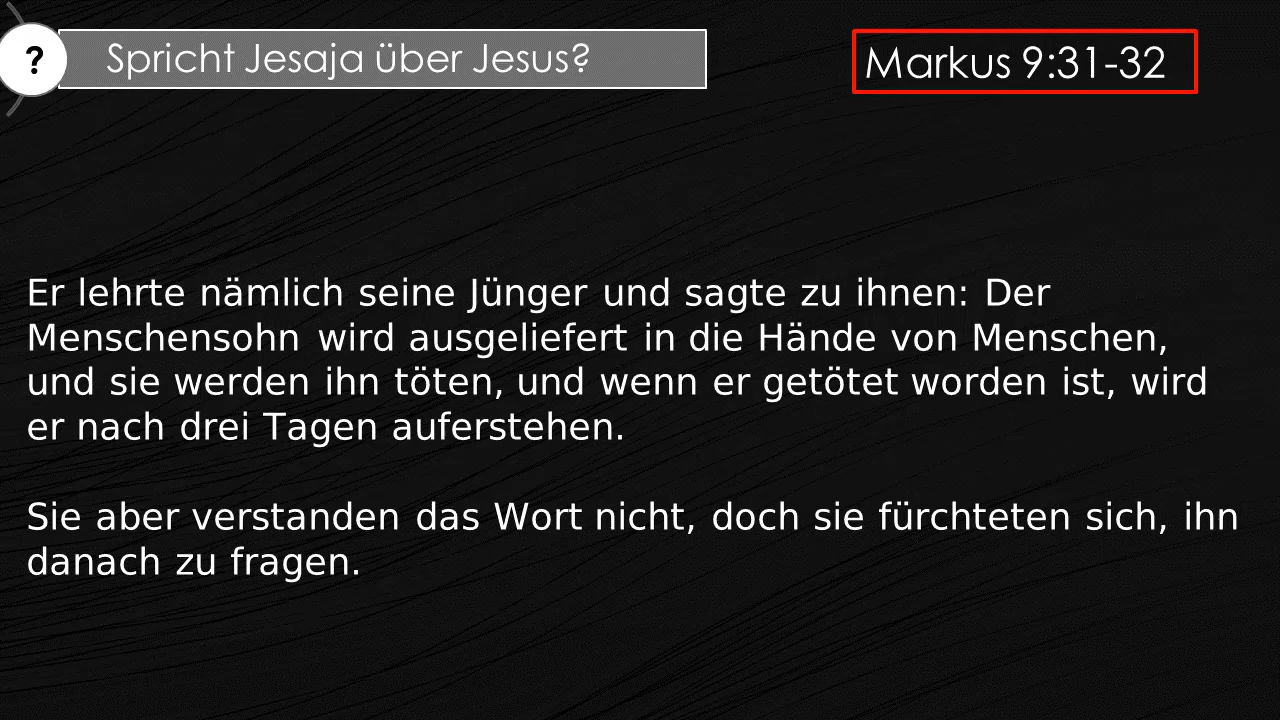 ?
Spricht Jesaja über Jesus?
Markus 9:31-32
Er lehrte nämlich seine Jünger und sagte zu ihnen: Der
Menschensohn wird ausgeliefert in die Hände von Menschen,
und sie werden ihn töten, und wenn er getötet worden ist, wird
er nach drei Tagen auferstehen.
Sie aber verstanden das Wort nicht, doch sie fürchteten sich, ihn
danach zu fragen.